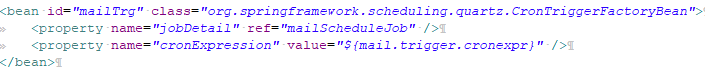 <bean id="mailTrg" class="org.springframework.scheduling.quartz.CronTriggerFactoryBean">¶
»   <property name="jobDetail" ref="mailScheduleJob" />¶
»   <property name="cronExpression" value="${mail.trigger.cronexpr}" />¶
</bean>¶